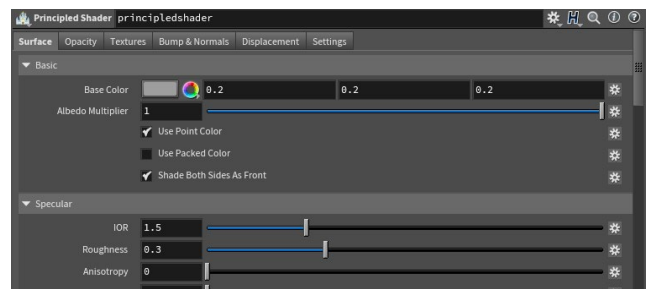 Principled Shader principledshader
Surface Opacity Textures Bump & Normals Displacement Settings
Basic
Base Color 0.2 0.2 0.2
Albedo Multiplier 1
Use Point Color
Use Packed Color
Shade Both Sides As Front
Specular
IOR 1.5
Roughness 0.3
Anisotropy 0